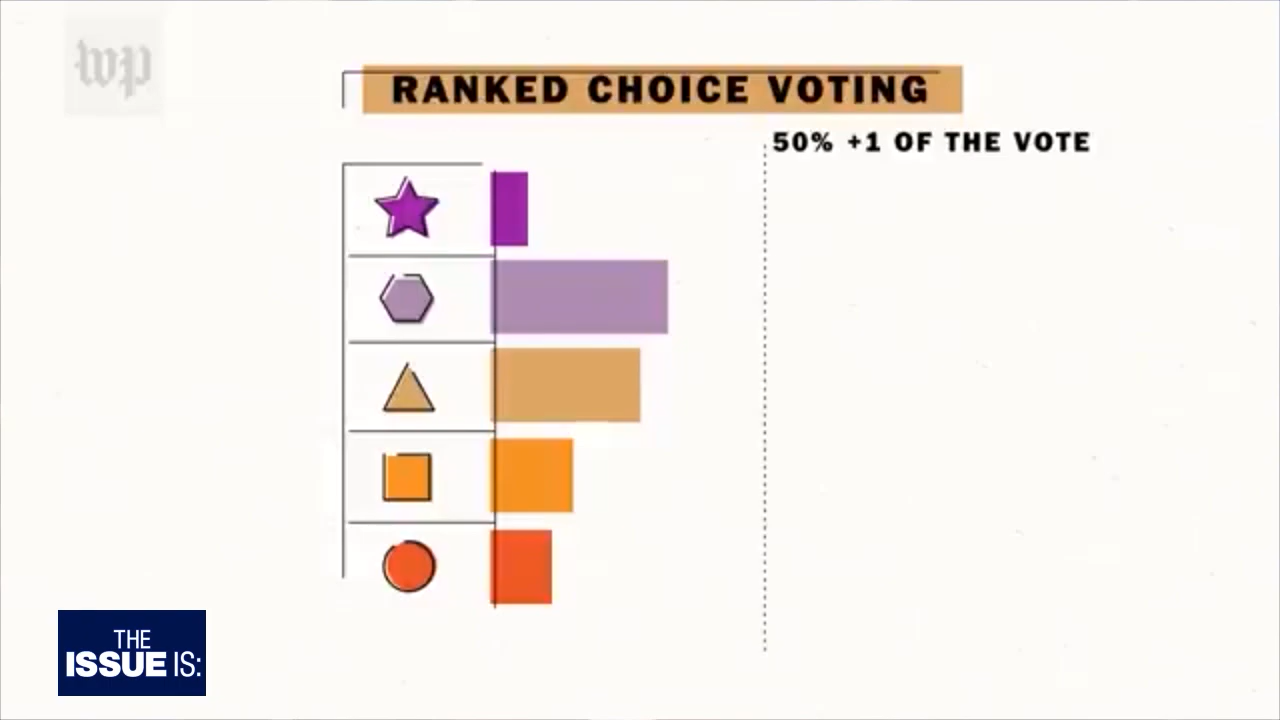 wp
RANKED CHOICE VOTING
50% +1 OF THE VOTE
THE
ISSUE IS: